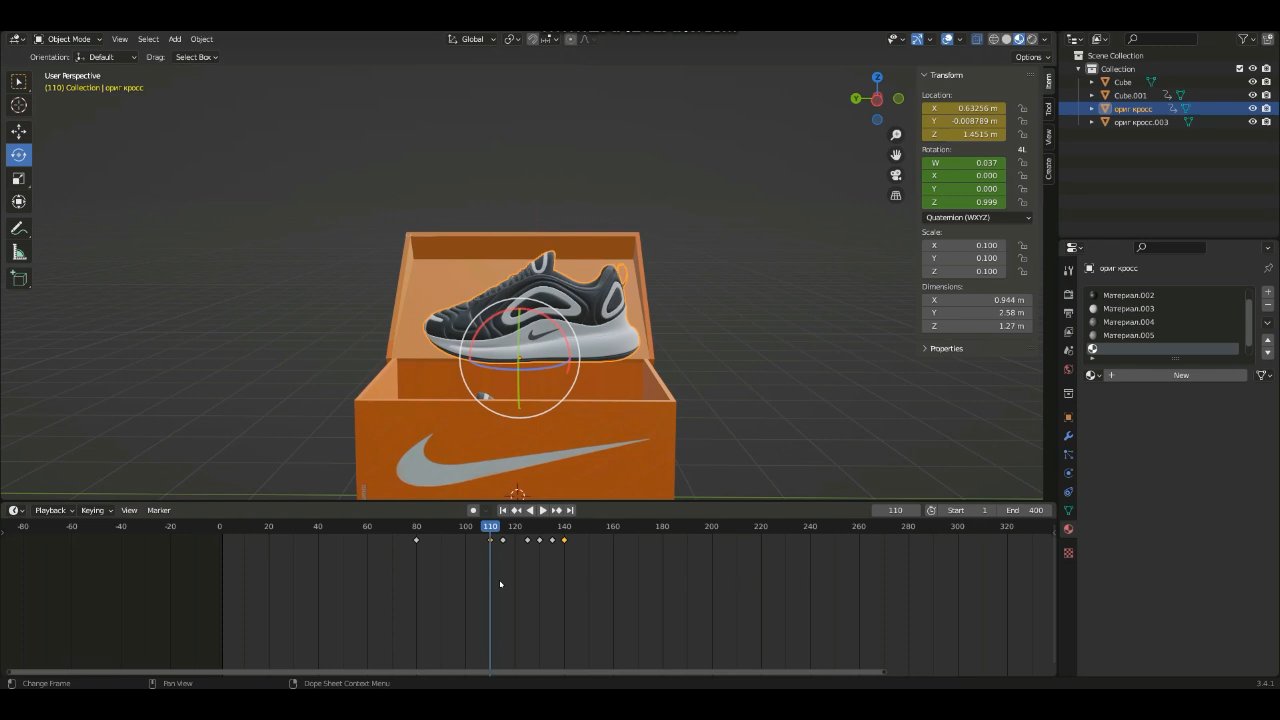 Object Mode View Select Add Object Global Options
Orientation: Default Drag: Select Box
User Perspective
(110) Collection | ориг кросс
Z
Y
Transform
Location:
X 0.63256 m
Y -0.008789 m
Z 1.4515 m
Rotation: 4L
W 0.037
X 0.000
Y 0.000
Z 0.999
Quaternion (WXYZ)
Scale:
X 0.100
Y 0.100
Z 0.100
Dimensions:
X 0.944 m
Y 2.58 m
Z 1.27 m
Properties
Item
Tool
View
Create
Scene Collection
Collection
Cube
Cube.001
ориг кросс
ориг кросс.003
ориг кросс
Материал.002
Материал.003
Материал.004
Материал.005
New
Playback Keying View Marker 110 Start 1 End 400
-80 -60 -40 -20 0 20 40 60 80 100 110 120 140 160 180 200 220 240 260 280 300 320
Change Frame Pan View Dope Sheet Context Menu 3.4.1